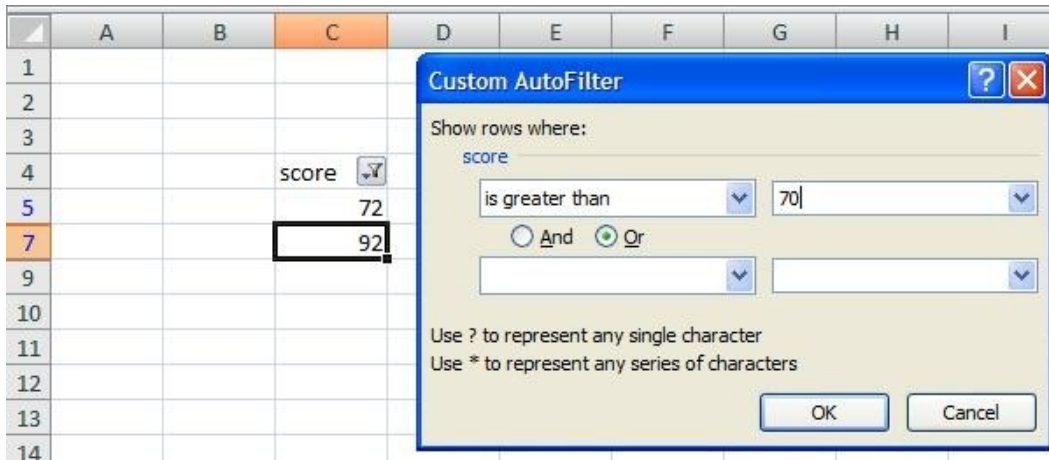 A B C D E F G H I
1
2
3
4 score
5 72
7 92
9
10
11
12
13
14
Custom AutoFilter ?
Show rows where:
score
is greater than 70
And Or
Use ? to represent any single character
Use * to represent any series of characters
OK Cancel